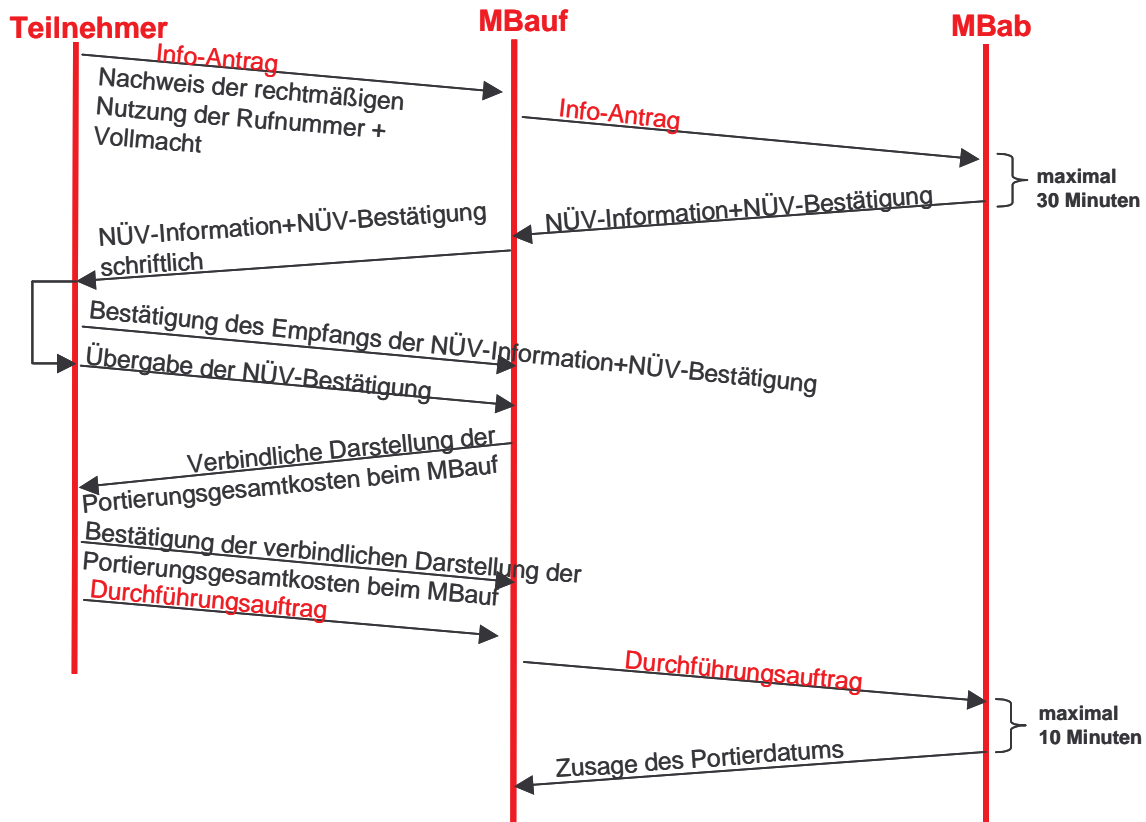 Teilnehmer
MBauf
MBab
Info-Antrag
Nachweis der rechtmäßigen
Nutzung der Rufnummer +
Vollmacht
Info-Antrag
maximal
30 Minuten
NÜV-Information+NÜV-Bestätigung
NÜV-Information+NÜV-Bestätigung
schriftlich
Bestätigung des Empfangs der NÜV-Information+NÜV-Bestätigung
Übergabe der NÜV-Bestätigung
Verbindliche Darstellung der
Portierungsgesamtkosten beim MBauf
Bestätigung der verbindlichen Darstellung der
Portierungsgesamtkosten beim MBauf
Durchführungsauftrag
Durchführungsauftrag
maximal
10 Minuten
Zusage des Portierdatums